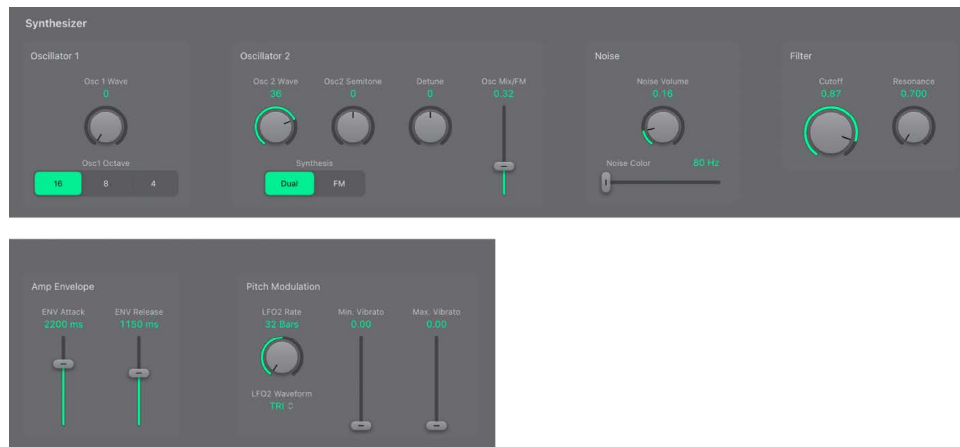 Synthesizer
Oscillator 1
Osc 1 Wave
0
Osc1 Octave
16 8 4
Oscillator 2
Osc 2 Wave Osc2 Semitone Detune Osc Mix/FM
36 0 0 0.32
Synthesis
Dual FM
Noise
Noise Volume
0.16
Noise Color 80 Hz
Filter
Cutoff Resonance
0.87 0.700
Amp Envelope
ENV Attack ENV Release
2200 ms 1150 ms
Pitch Modulation
LFO2 Rate Min. Vibrato Max. Vibrato
32 Bars 0.00 0.00
LFO2 Waveform
TRI